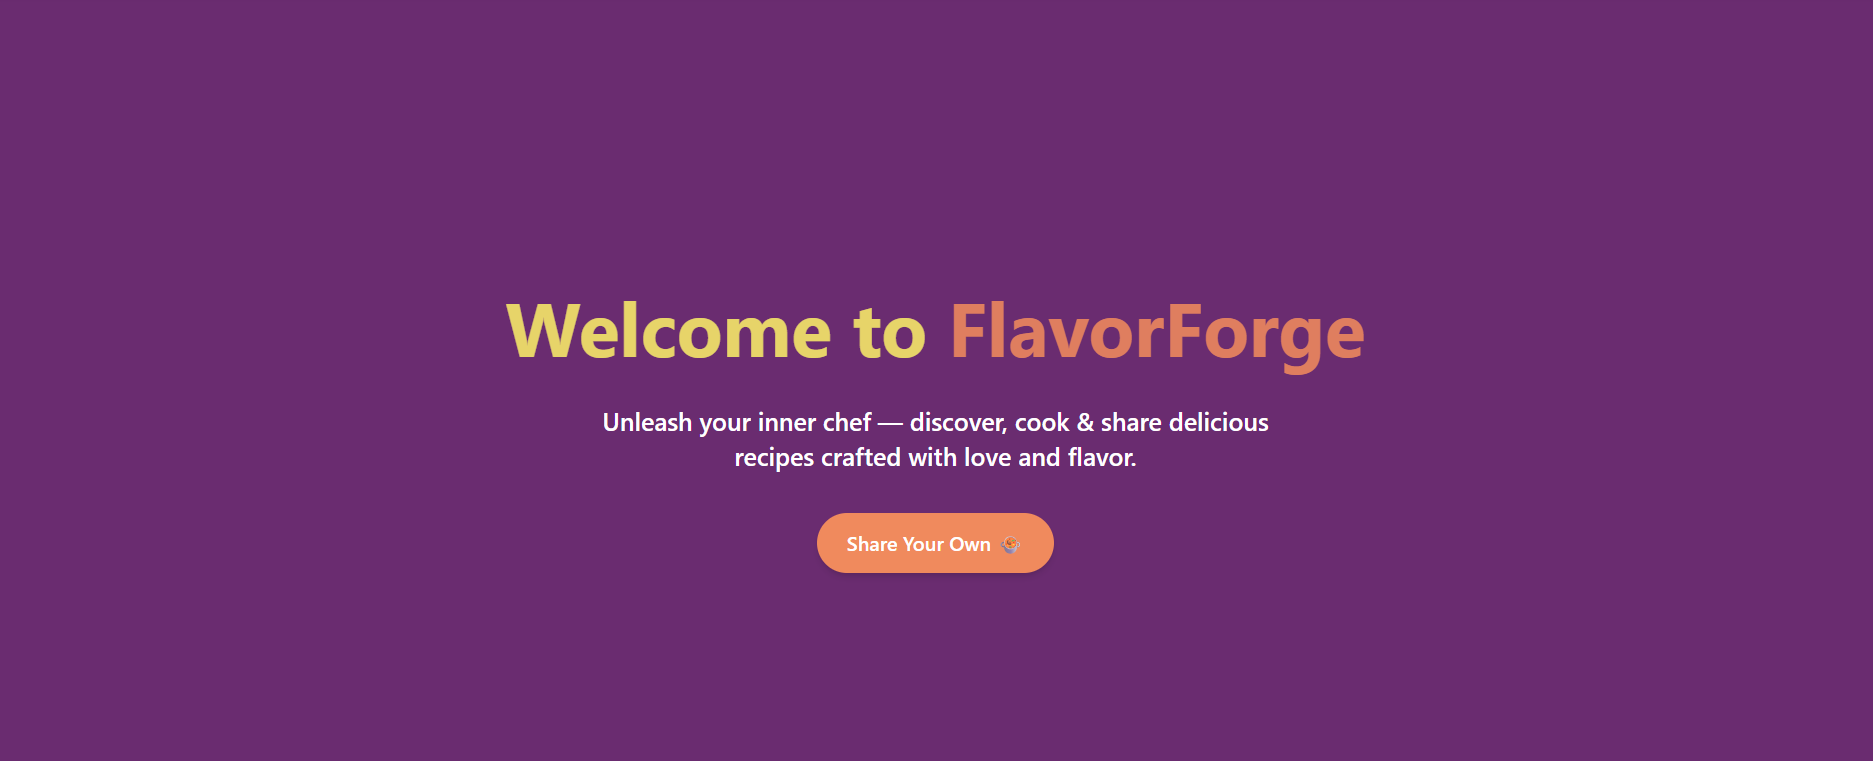 Welcome to FlavorForge
Unleash your inner chef — discover, cook & share delicious
recipes crafted with love and flavor.
Share Your Own